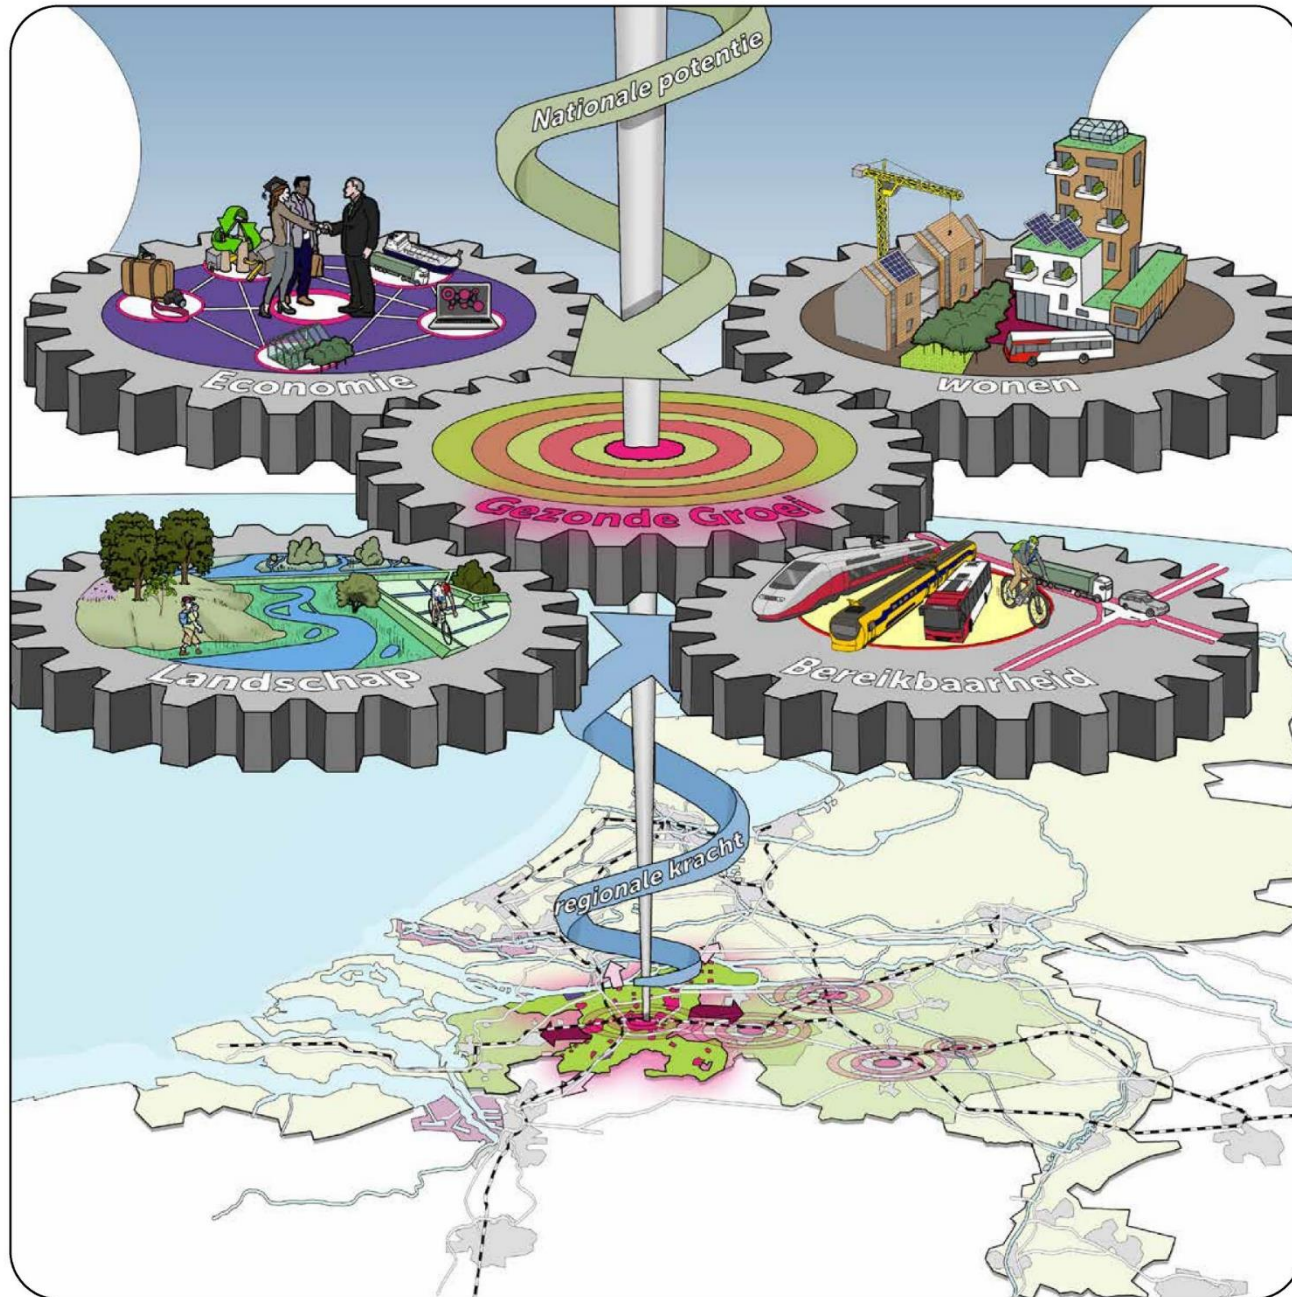 Nationale potentie
Economie
wonen
Gezonde Groei
Landschap
Bereikbaarheid
regionale kracht